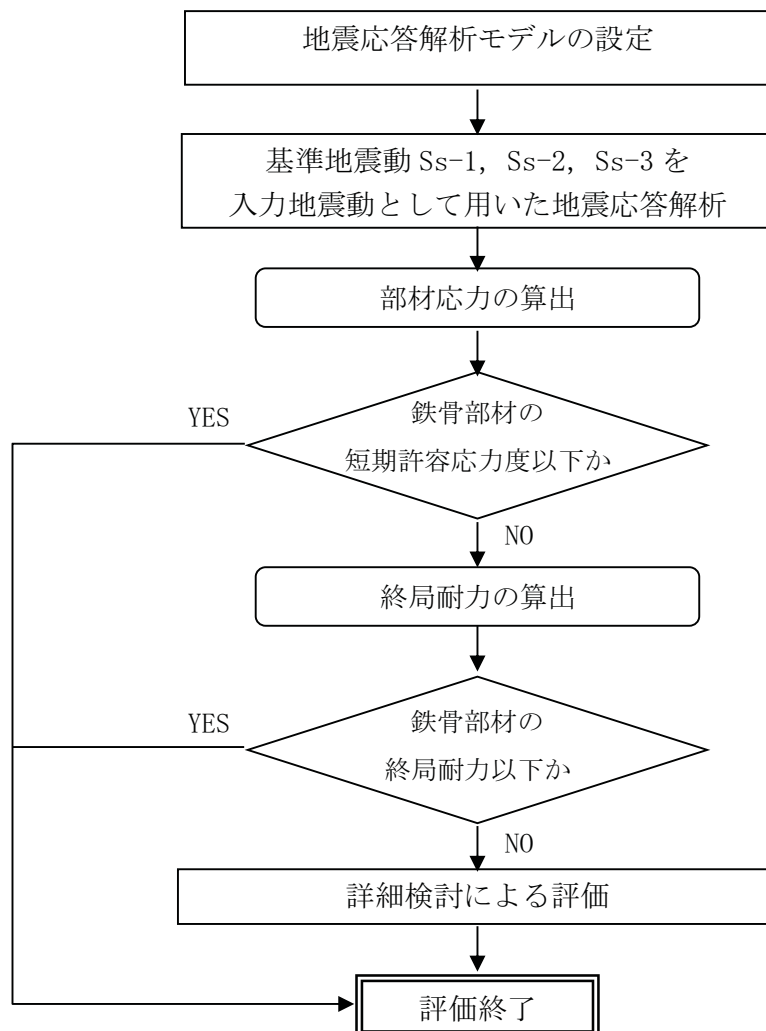 地震応答解析モデルの設定
基準地震動 Ss-1, Ss-2, Ss-3 を
入力地震動として用いた地震応答解析
部材応力の算出
YES
鉄骨部材の
短期許容応力度以下か
NO
終局耐力の算出
YES
鉄骨部材の
終局耐力以下か
NO
詳細検討による評価
評価終了